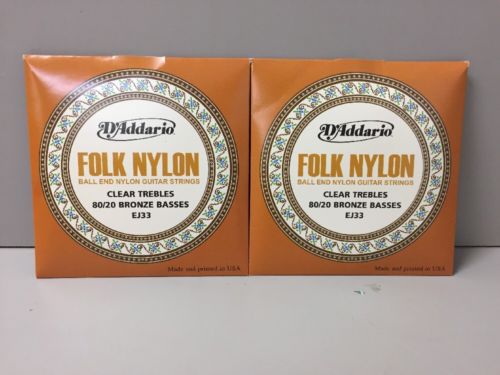 D'Addario
FOLK NYLON
BALL END NYLON GUITAR STRINGS
CLEAR TREBLES
80/20 BRONZE BASSES
EJ33
Made and printed in USA
D'Addario
FOLK NYLON
BALL END NYLON GUITAR STRINGS
CLEAR TREBLES
80/20 BRONZE BASSES
EJ33
Made and printed in USA